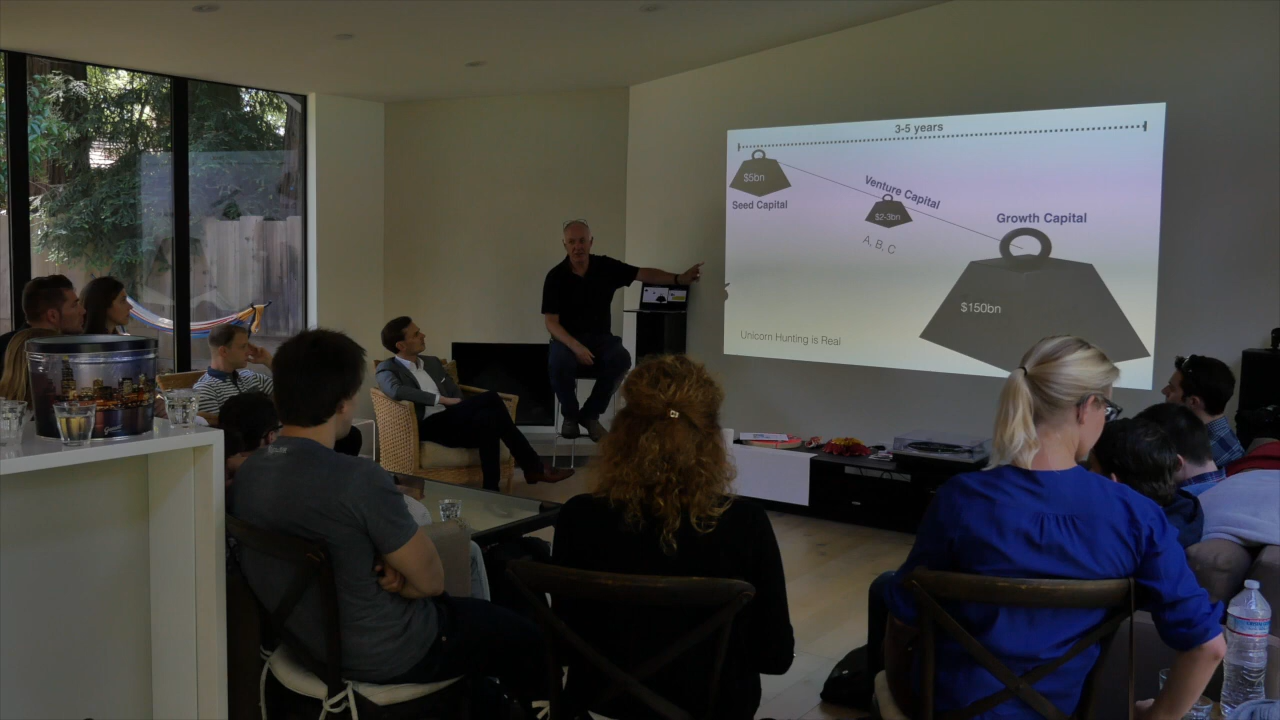 3-5 years
$5bn
Seed Capital
Venture Capital
$2-3bn
A, B, C
Growth Capital
$150bn
Unicorn Hunting is Real